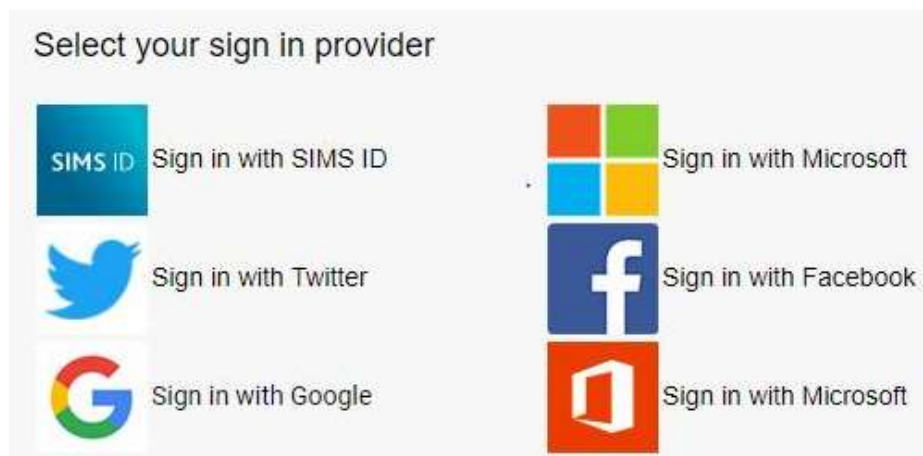 Select your sign in provider
SIMS ID Sign in with SIMS ID
Sign in with Microsoft
Sign in with Twitter
Sign in with Facebook
Sign in with Google
Sign in with Microsoft